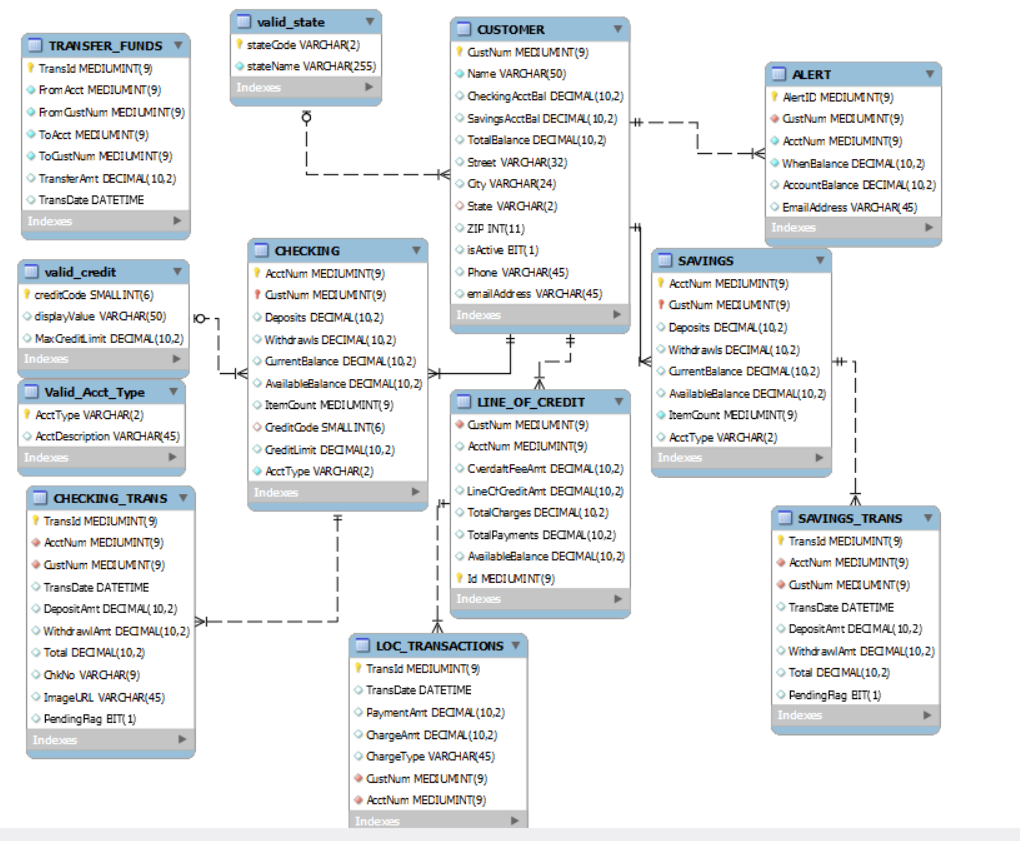 TRANSFER_FUNDS
TransId MEDIUMINT(9)
FromAcct MEDIUMINT(9)
FromCustNum MEDIUMINT(9)
ToAcct MEDIUMINT(9)
ToCustNum MEDIUMINT(9)
TransferAmt DECIMAL(10,2)
TransDate DATETIME
Indexes
valid_state
stateCode VARCHAR(2)
stateName VARCHAR(255)
Indexes
CUSTOMER
CustNum MEDIUMINT(9)
Name VARCHAR(50)
CheckingAcctBal DECIMAL(10,2)
SavingsAcctBal DECIMAL(10,2)
TotalBalance DECIMAL(10,2)
Street VARCHAR(32)
City VARCHAR(24)
State VARCHAR(2)
ZIP INT(11)
isActive BIT(1)
Phone VARCHAR(45)
emailAddress VARCHAR(45)
Indexes
ALERT
AlertID MEDIUMINT(9)
CustNum MEDIUMINT(9)
AcctNum MEDIUMINT(9)
WhenBalance DECIMAL(10,2)
AccountBalance DECIMAL(10,2)
EmailAddress VARCHAR(45)
Indexes
valid_credit
creditCode SMALLINT(6)
displayValue VARCHAR(50)
MaxCreditLimit DECIMAL(10,2)
Indexes
Valid_Acct_Type
AcctType VARCHAR(2)
AcctDescription VARCHAR(45)
Indexes
CHECKING
AcctNum MEDIUMINT(9)
CustNum MEDIUMINT(9)
Deposits DECIMAL(10,2)
Withdrawls DECIMAL(10,2)
CurrentBalance DECIMAL(10,2)
AvailableBalance DECIMAL(10,2)
ItemCount MEDIUMINT(9)
CreditCode SMALLINT(6)
CreditLimit DECIMAL(10,2)
AcctType VARCHAR(2)
Indexes
SAVINGS
AcctNum MEDIUMINT(9)
CustNum MEDIUMINT(9)
Deposits DECIMAL(10,2)
Withdrawls DECIMAL(10,2)
CurrentBalance DECIMAL(10,2)
AvailableBalance DECIMAL(10,2)
ItemCount MEDIUMINT(9)
AcctType VARCHAR(2)
Indexes
LINE_OF_CREDIT
CustNum MEDIUMINT(9)
AcctNum MEDIUMINT(9)
OverdaftFeeAmt DECIMAL(10,2)
LineOfCreditAmt DECIMAL(10,2)
TotalCharges DECIMAL(10,2)
TotalPayments DECIMAL(10,2)
AvailableBalance DECIMAL(10,2)
Id MEDIUMINT(9)
Indexes
CHECKING_TRANS
TransId MEDIUMINT(9)
AcctNum MEDIUMINT(9)
CustNum MEDIUMINT(9)
TransDate DATETIME
DepositAmt DECIMAL(10,2)
WithdrawlAmt DECIMAL(10,2)
Total DECIMAL(10,2)
ChkNo VARCHAR(9)
ImageURL VARCHAR(45)
PendingFlag BIT(1)
Indexes
LOC_TRANSACTIONS
TransId MEDIUMINT(9)
TransDate DATETIME
PaymentAmt DECIMAL(10,2)
ChargeAmt DECIMAL(10,2)
ChargeType VARCHAR(45)
CustNum MEDIUMINT(9)
AcctNum MEDIUMINT(9)
Indexes
SAVINGS_TRANS
TransId MEDIUMINT(9)
AcctNum MEDIUMINT(9)
CustNum MEDIUMINT(9)
TransDate DATETIME
DepositAmt DECIMAL(10,2)
WithdrawlAmt DECIMAL(10,2)
Total DECIMAL(10,2)
PendingFlag BIT(1)
Indexes